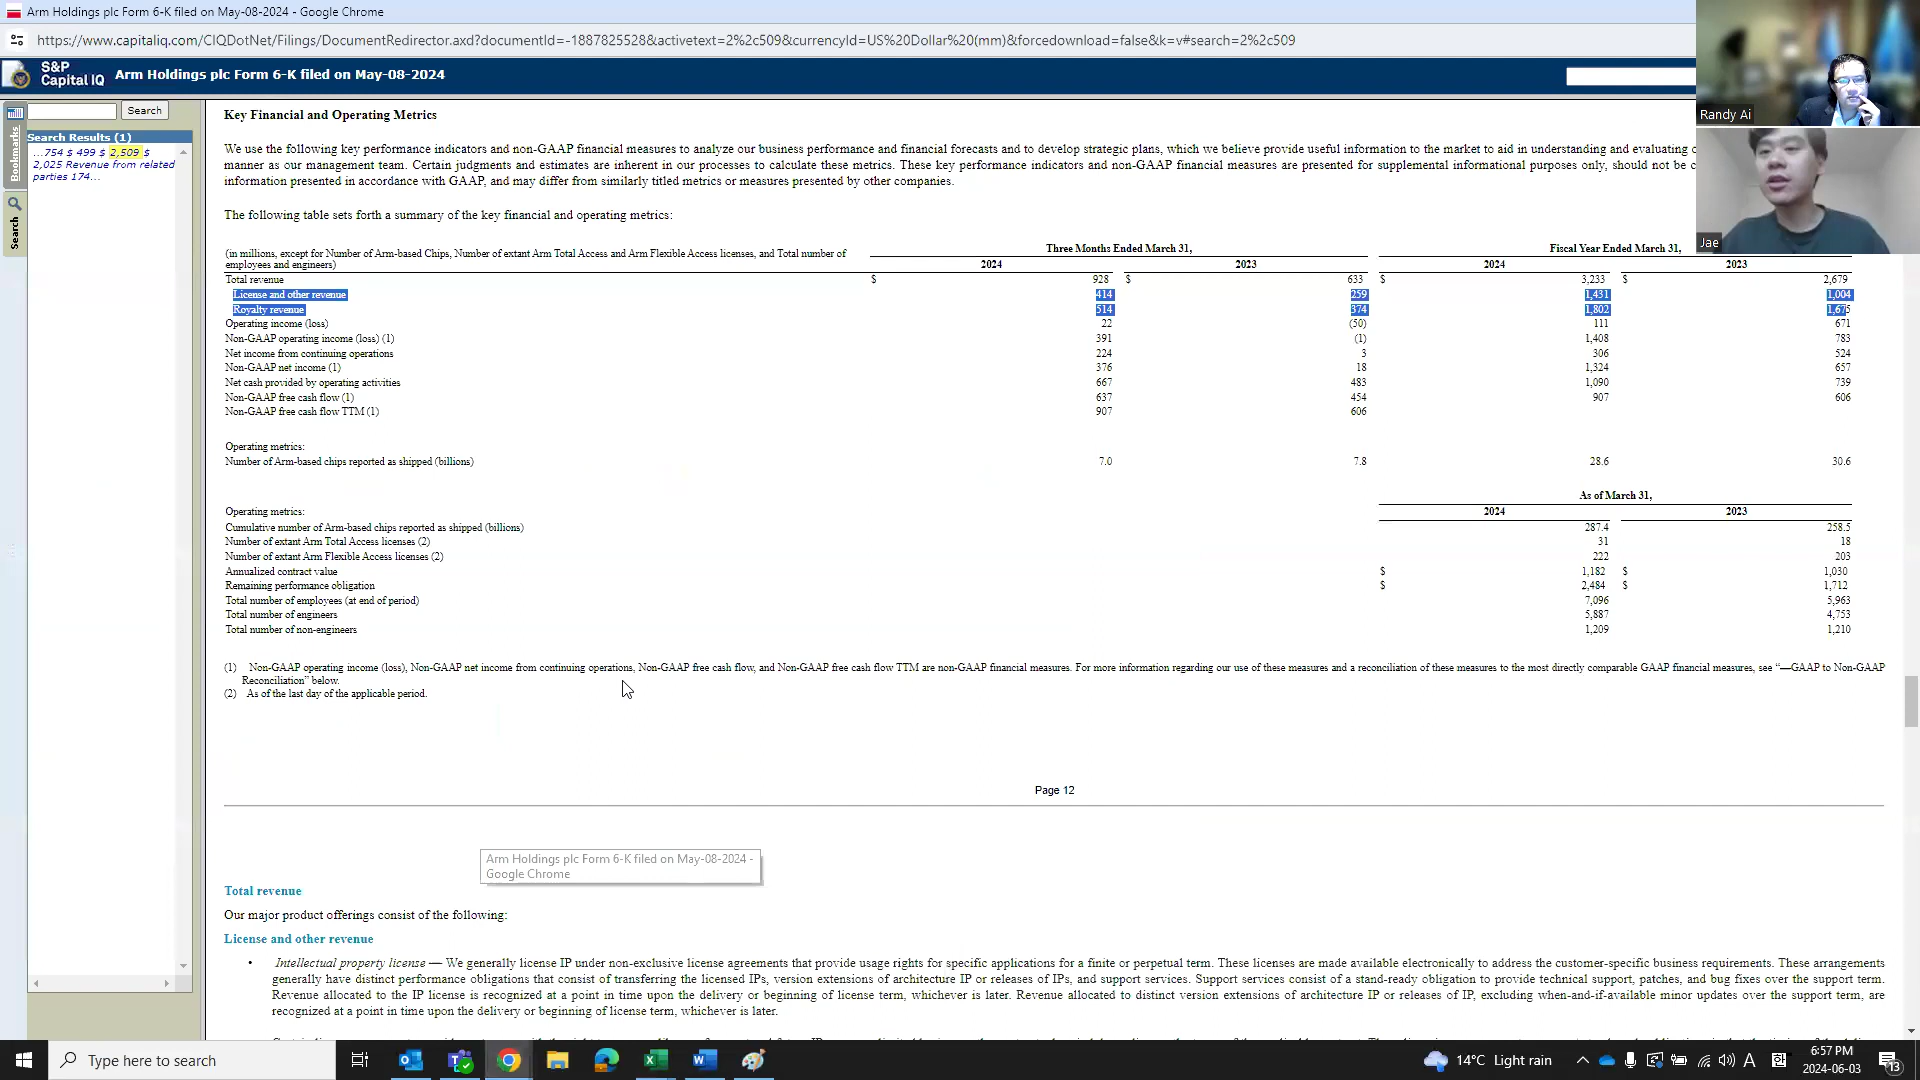 Arm Holdings plc Form 6-K filed on May-08-2024 - Google Chrome
https://www.capitaliq.com/CIQDotNet/Filings/DocumentRedirector.axd?documentId=-1887825528&activetext=2%2c509&currencyId=US%20Dollar%20(mm)&forcedownload=false&k=v#search=2%2c509
S&P Capital IQ
Arm Holdings plc Form 6-K filed on May-08-2024
Search
Bookmarks
Search
Search Results (1)
...754 $ 499 $ 2,509 $
2,025 Revenue from related
parties 174...
Randy Ai
Jae
Key Financial and Operating Metrics
We use the following key performance indicators and non-GAAP financial measures to analyze our business performance and financial forecasts and to develop strategic plans, which we believe provide useful information to the market to aid in understanding and evaluating
manner as our management team. Certain judgments and estimates are inherent in our processes to calculate these metrics. These key performance indicators and non-GAAP financial measures are presented for supplemental informational purposes only, should not be
information presented in accordance with GAAP, and may differ from similarly titled metrics or measures presented by other companies.
The following table sets forth a summary of the key financial and operating metrics:
(in millions, except for Number of Arm-based Chips, Number of extant Arm Total Access and Arm Flexible Access licenses, and Total number of
employees and engineers)
Three Months Ended March 31, Fiscal Year Ended March 31,
2024 2023 2024 2023
Total revenue $ 928 $ 633 $ 3,233 $ 2,679
License and other revenue 414 259 1,431 1,004
Royalty revenue 514 374 1,802 1,675
Operating income (loss) 22 (50) 111 671
Non-GAAP operating income (loss) (1) 391 (1) 1,408 783
Net income from continuing operations 224 3 306 524
Non-GAAP net income (1) 376 18 1,324 657
Net cash provided by operating activities 667 483 1,090 739
Non-GAAP free cash flow (1) 637 454 907 606
Non-GAAP free cash flow TTM (1) 907 606
Operating metrics:
Number of Arm-based chips reported as shipped (billions) 7.0 7.8 28.6 30.6
As of March 31,
Operating metrics: 2024 2023
Cumulative number of Arm-based chips reported as shipped (billions) 287.4 258.5
Number of extant Arm Total Access licenses (2) 31 18
Number of extant Arm Flexible Access licenses (2) 222 203
Annualized contract value $ 1,182 $ 1,030
Remaining performance obligation $ 2,484 $ 1,712
Total number of employees (at end of period) 7,096 5,963
Total number of engineers 5,887 4,753
Total number of non-engineers 1,209 1,210
(1) Non-GAAP operating income (loss), Non-GAAP net income from continuing operations, Non-GAAP free cash flow, and Non-GAAP free cash flow TTM are non-GAAP financial measures. For more information regarding our use of these measures and a reconciliation of these measures to the most directly comparable GAAP financial measures, see “—GAAP to Non-GAAP
Reconciliation” below.
(2) As of the last day of the applicable period.
Page 12
Arm Holdings plc Form 6-K filed on May-08-2024 -
Google Chrome
Total revenue
Our major product offerings consist of the following:
License and other revenue
• Intellectual property license — We generally license IP under non-exclusive license agreements that provide usage rights for specific applications for a finite or perpetual term. These licenses are made available electronically to address the customer-specific business requirements. These arrangements
generally have distinct performance obligations that consist of transferring the licensed IPs, version extensions of architecture IP or releases of IPs, and support services. Support services consist of a stand-ready obligation to provide technical support, patches, and bug fixes over the support term.
Revenue allocated to the IP license is recognized at a point in time upon the delivery or beginning of license term, whichever is later. Revenue allocated to distinct version extensions of architecture IP or releases of IP, excluding when-and-if-available minor updates over the support term, are
recognized at a point in time upon the delivery or beginning of license term, whichever is later.
Type here to search
14°C Light rain
A
6:57 PM
2024-06-03
13